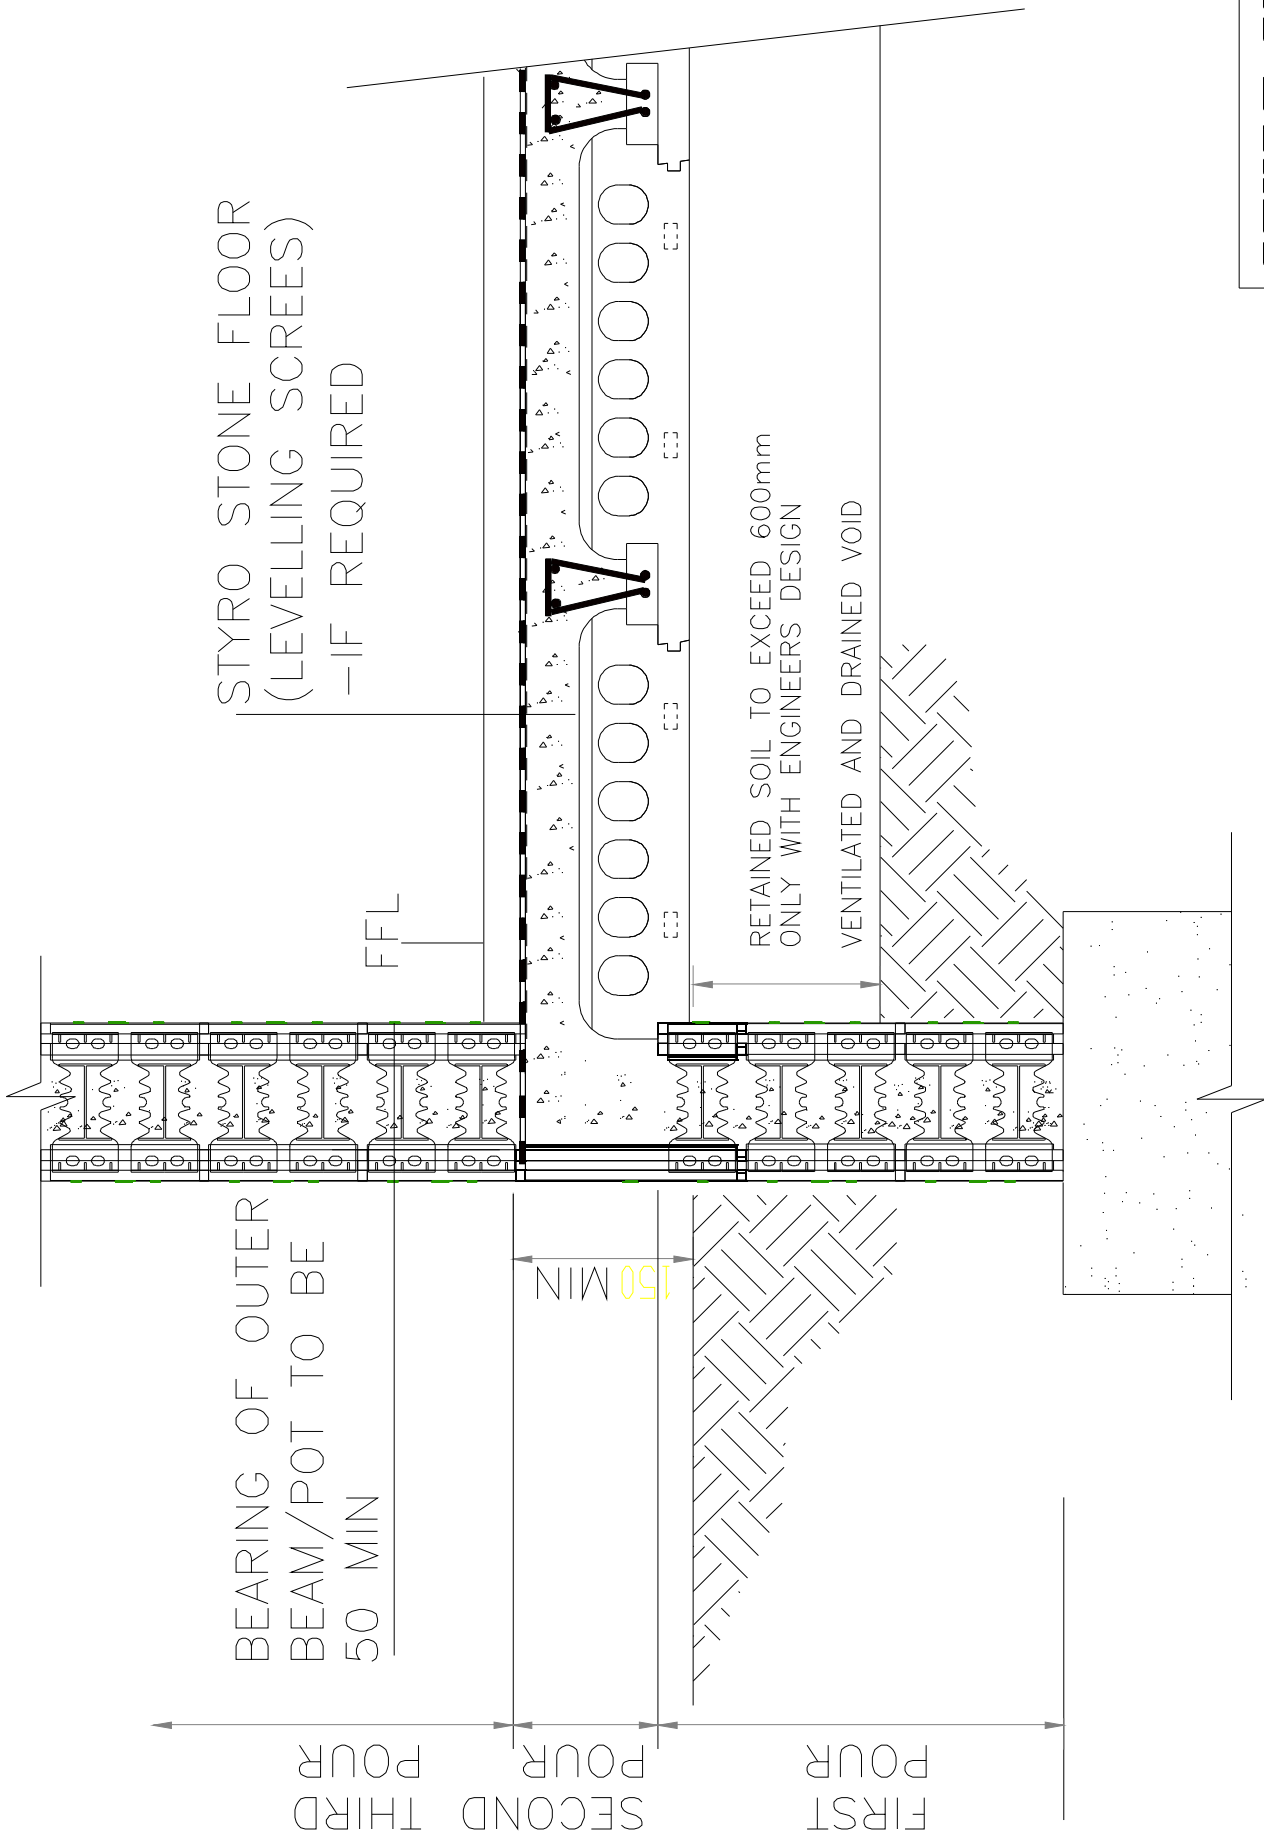 STYRO STONE FLOOR
(LEVELLING SCREES)
-IF REQUIRED
FFL
RETAINED SOIL TO EXCEED 600mm
ONLY WITH ENGINEERS DESIGN
VENTILATED AND DRAINED VOID
BEARING OF OUTER
BEAM/POT TO BE
50 MIN
150 MIN
THIRD
POUR
SECOND
POUR
FIRST
POUR